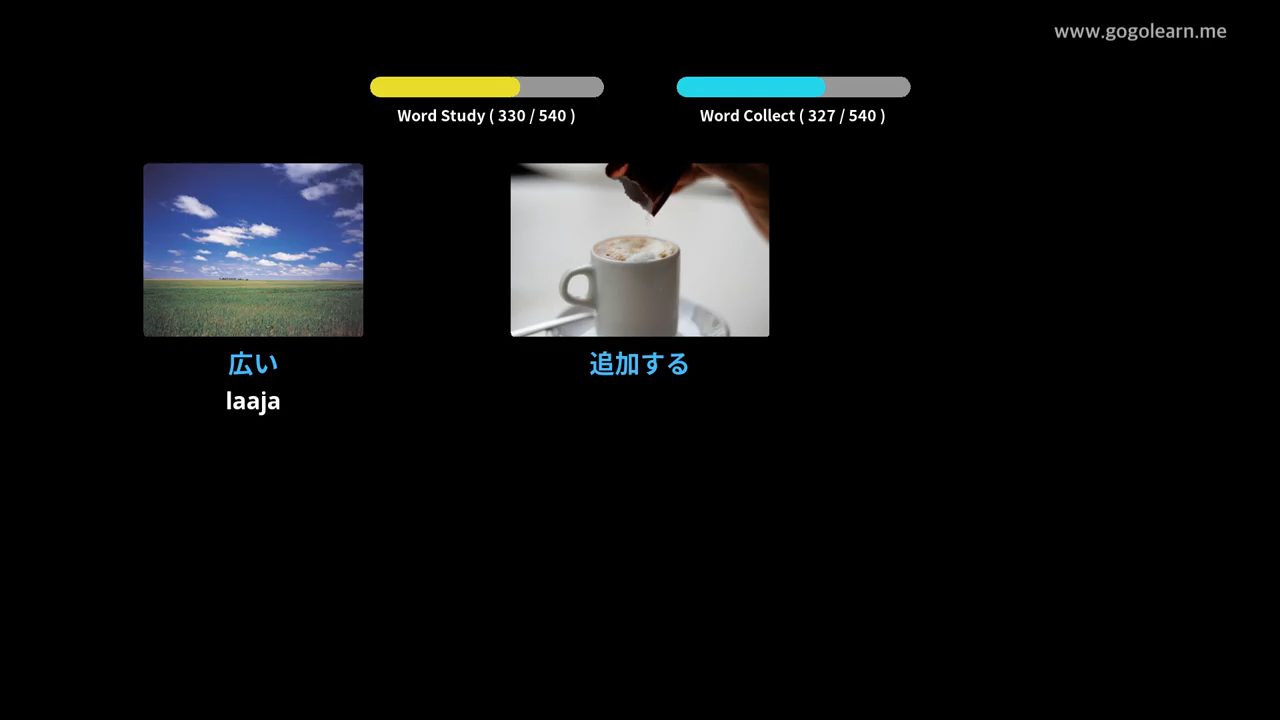 www.gogolearn.me
Word Study ( 330 / 540 )
Word Collect ( 327 / 540 )
広い
laaja
追加する